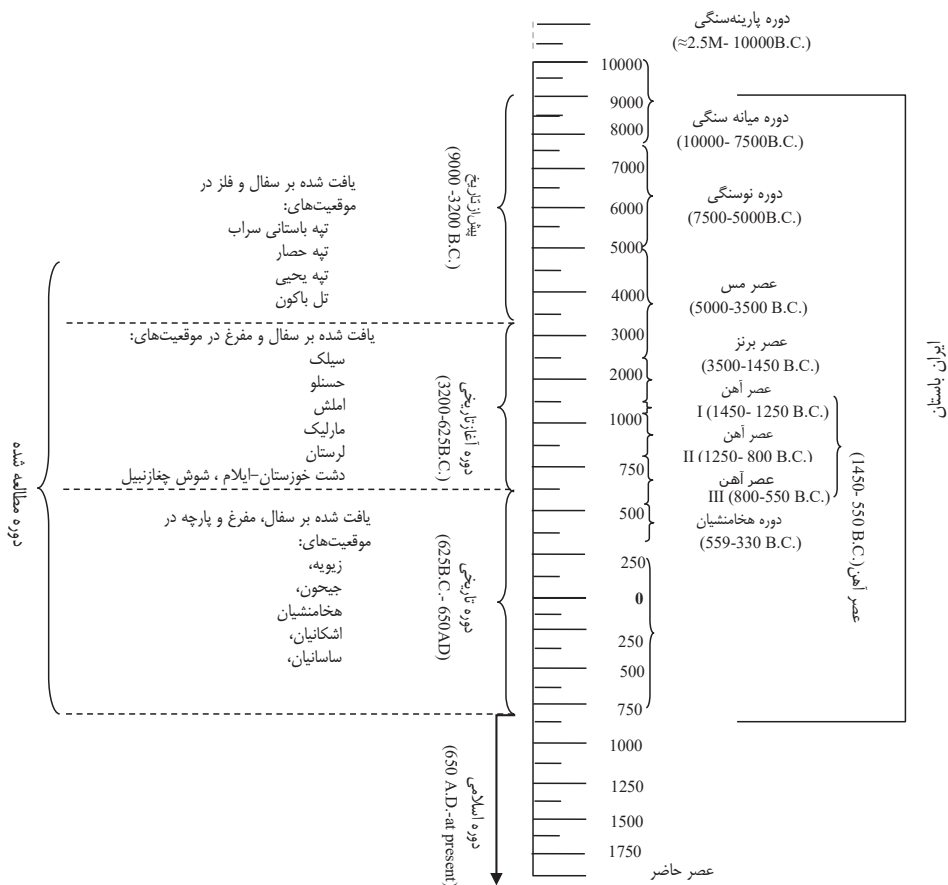 دوره پارینه‌سنگی
(≈2.5M- 10000B.C.)
10000
9000
8000
7000
6000
5000
4000
3000
2000
1000
750
500
250
0
250
500
750
1000
1250
1500
1750
عصر حاضر
دوره میانه سنگی
(10000- 7500B.C.)
دوره نوسنگی
(7500-5000B.C.)
عصر مس
(5000-3500 B.C.)
عصر برنز
(3500-1450 B.C.)
عصر آهن
I (1450- 1250 B.C.)
عصر آهن
II (1250- 800 B.C.)
عصر آهن
III (800-550 B.C.)
دوره هخامنشیان
(559-330 B.C.)
عصر آهن(1450- 550 B.C.)
ایران باستان
پیش‌ازتاریخ
(9000 -3200 B.C.)
دوره آغازتاریخی
(3200-625B.C.)
دوره تاریخی
(625B.C.- 650AD)
دوره اسلامی
(650 A.D.-at present)
یافت شده بر سفال و فلز در
موقعیت‌های:
تپه باستانی سراب
تپه حصار
تپه یحیی
تل باکون
یافت شده بر سفال و مفرغ در موقعیت‌های:
سیلک
حسنلو
املش
مارلیک
لرستان
دشت خوزستان–ایلام ، شوش چغازنبیل
یافت شده بر سفال، مفرغ و پارچه در
موقعیت‌های:
زیویه،
جیحون،
هخامنشیان
اشکانیان،
ساسانیان،
دوره مطالعه شده